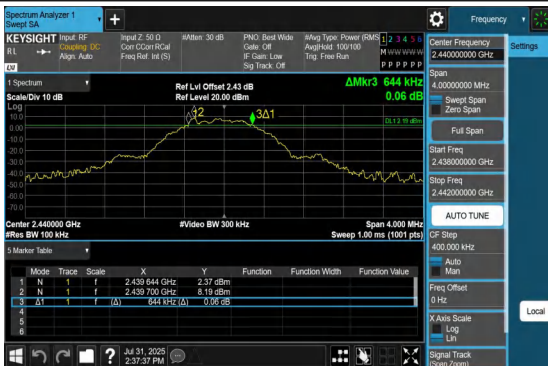 Spectrum Analyzer 1
Swept SA
+
Frequency
KEYSIGHT
RL
LXI
Input: RF
Coupling: DC
Align: Auto
Input Z: 50 Ω
Corr CCorr RCal
Freq Ref: Int (S)
#Atten: 30 dB
PNO: Best Wide
Gate: Off
IF Gain: Low
Sig Track: Off
#Avg Type: Power (RMS
Avg|Hold: 100/100
Trig: Free Run
1 2 3 4 5 6
M W W W W W
P P P P P P
1 Spectrum
Scale/Div 10 dB
Ref Lvl Offset 2.43 dB
Ref Level 20.00 dBm
ΔMkr3 644 kHz
0.06 dB
Log
10.0
0.00
-10.0
-20.0
-30.0
-40.0
-50.0
-60.0
-70.0
2
3Δ1
DL1 2.19 dBm
Center 2.440000 GHz
#Res BW 100 kHz
#Video BW 300 kHz
Span 4.000 MHz
Sweep 1.00 ms (1001 pts)
5 Marker Table
Mode Trace Scale X Y Function Function Width Function Value
1 N 1 f 2.439 644 GHz 2.37 dBm
2 N 1 f 2.439 700 GHz 8.19 dBm
3 Δ1 1 f (Δ) 644 kHz (Δ) 0.06 dB
4
5
6
Jul 31, 2025
2:37:37 PM
Center Frequency
2.440000000 GHz
Settings
Span
4.00000000 MHz
Swept Span
Zero Span
Full Span
Start Freq
2.438000000 GHz
Stop Freq
2.442000000 GHz
AUTO TUNE
CF Step
400.000 kHz
Auto
Man
Freq Offset
0 Hz
X Axis Scale
Log
Lin
Local
Signal Track
(Span Zoom)